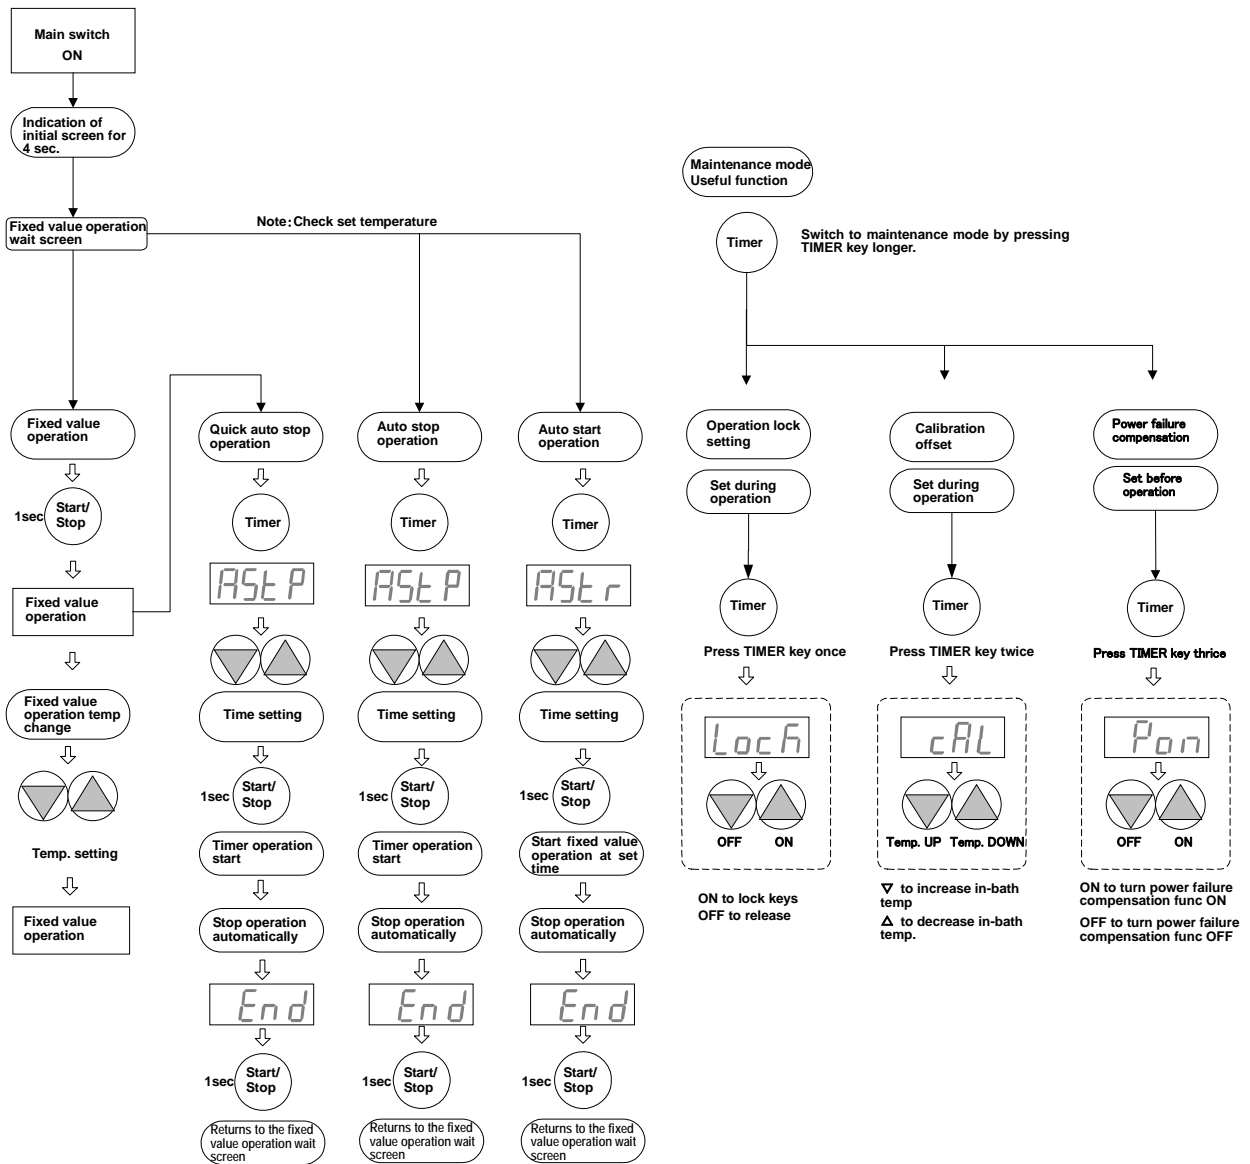 Main switch
ON
Indication of
initial screen for
4 sec.
Fixed value operation
wait screen
Note:Check set temperature
Fixed value
operation
1sec
Start/
Stop
Fixed value
operation
Fixed value
operation temp
change
Temp. setting
Fixed value
operation
Quick auto stop
operation
Timer
AStP
Time setting
1sec
Start/
Stop
Timer operation
start
Stop operation
automatically
End
1sec
Start/
Stop
Returns to the fixed
value operation wait
screen
Auto stop
operation
Timer
AStP
Time setting
1sec
Start/
Stop
Timer operation
start
Stop operation
automatically
End
1sec
Start/
Stop
Returns to the fixed
value operation wait
screen
Auto start
operation
Timer
AStr
Time setting
1sec
Start/
Stop
Start fixed value
operation at set
time
Stop operation
automatically
End
1sec
Start/
Stop
Returns to the fixed
value operation wait
screen
Maintenance mode
Useful function
Timer
Switch to maintenance mode by pressing
TIMER key longer.
Operation lock
setting
Set during
operation
Timer
Press TIMER key once
Lock
OFF ON
ON to lock keys
OFF to release
Calibration
offset
Set during
operation
Timer
Press TIMER key twice
cAL
Temp. UP Temp. DOWN
▽ to increase in-bath
temp
△ to decrease in-bath
temp.
Power failure
compensation
Set before
operation
Timer
Press TIMER key thrice
Pon
OFF ON
ON to turn power failure
compensation func ON
OFF to turn power failure
compensation func OFF